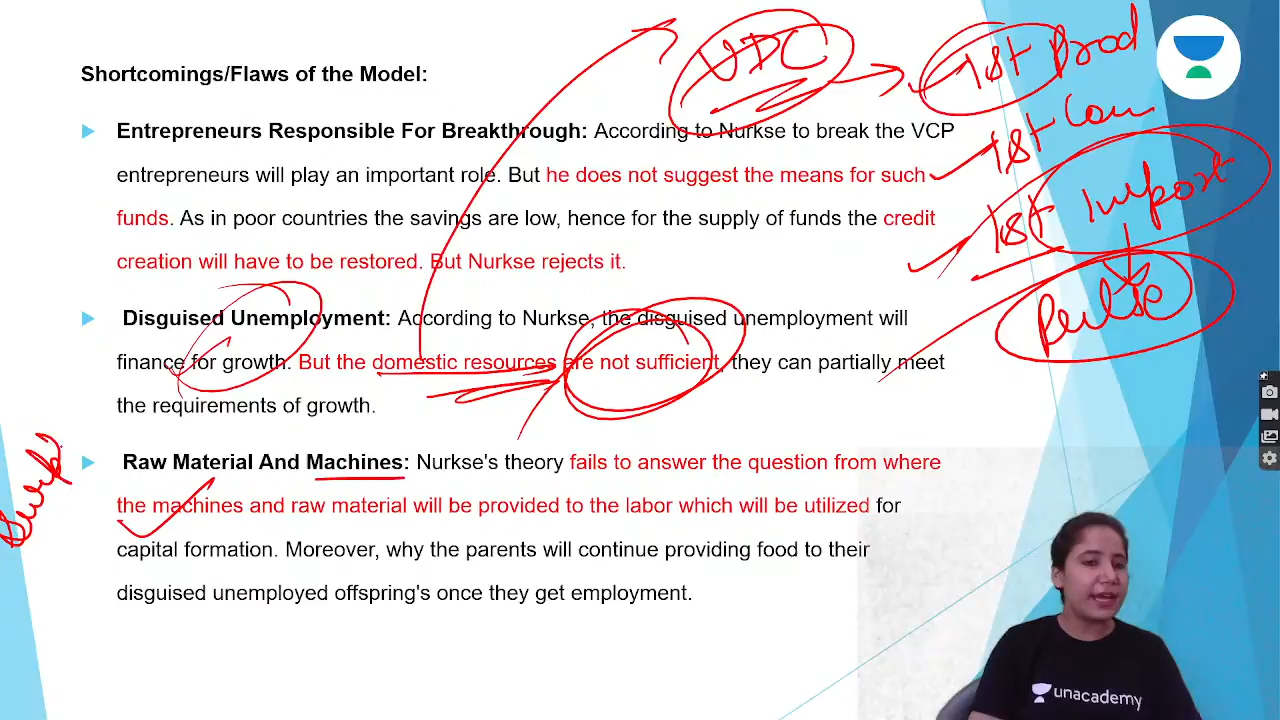 Shortcomings/Flaws of the Model:
Entrepreneurs Responsible For Breakthrough: According to Nurkse to break the VCP
entrepreneurs will play an important role. But he does not suggest the means for such
funds. As in poor countries the savings are low, hence for the supply of funds the credit
creation will have to be restored. But Nurkse rejects it.
Disguised Unemployment: According to Nurkse, the disguised unemployment will
finance for growth. But the domestic resources are not sufficient, they can partially meet
the requirements of growth.
Raw Material And Machines: Nurkse's theory fails to answer the question from where
the machines and raw material will be provided to the labor which will be utilized for
capital formation. Moreover, why the parents will continue providing food to their
disguised unemployed offspring's once they get employment.
UDC
1st Prod
1st Con
1st Import
Pulse
unacademy